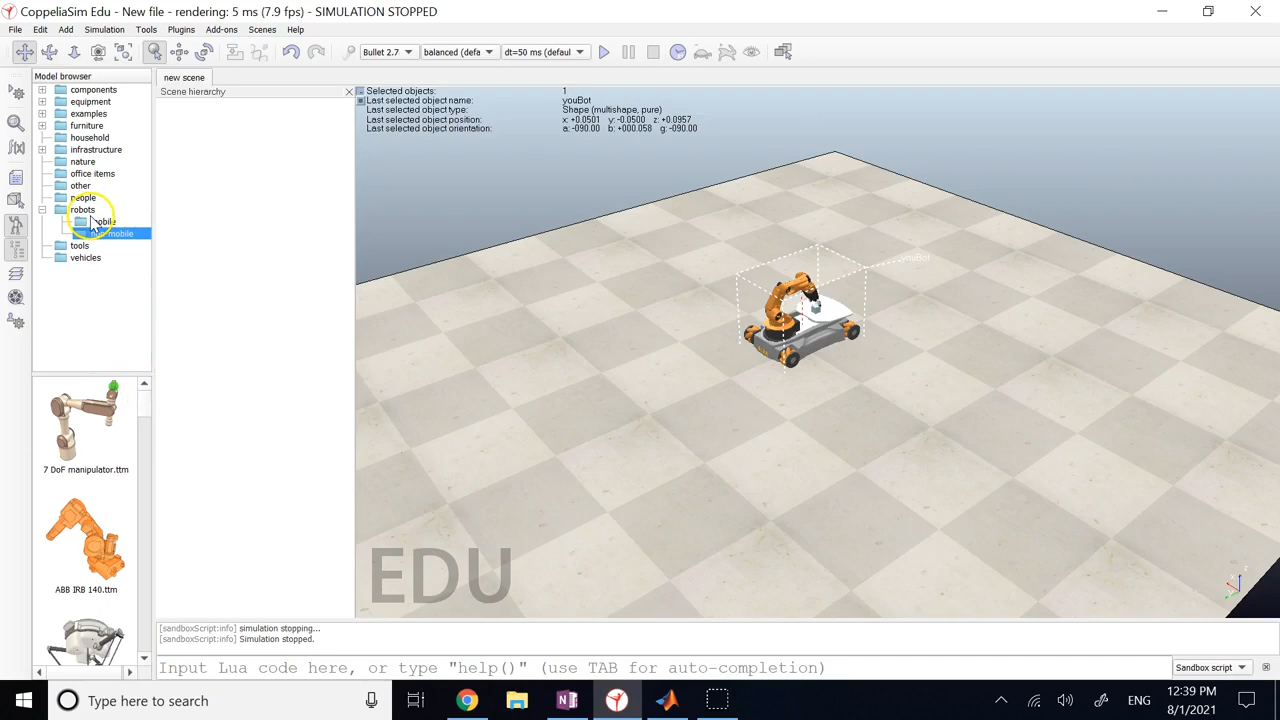 CoppeliaSim Edu - New file - rendering: 5 ms (7.9 fps) - SIMULATION STOPPED
File Edit Add Simulation Tools Plugins Add-ons Scenes Help
Bullet 2.7 balanced (defa dt=50 ms (defaul
Model browser
new scene
components
equipment
examples
furniture
household
infrastructure
nature
office items
other
people
robots
mobile
non-mobile
tools
vehicles
7 DoF manipulator.ttm
ABB IRB 140.ttm
Scene hierarchy
Selected objects: 1
Last selected object name: youBot
Last selected object type: Shape (multishape, pure)
Last selected object position: x: +0.0501 y: -0.0500 z: +0.0957
Last selected object orientation: a: -090.00 b: +000.058 g: -090.00
youBot
EDU
[sandboxScript:info] simulation stopping...
[sandboxScript:info] Simulation stopped.
Input Lua code here, or type "help()" (use TAB for auto-completion)
Sandbox script
Type here to search
ENG
12:39 PM
8/1/2021